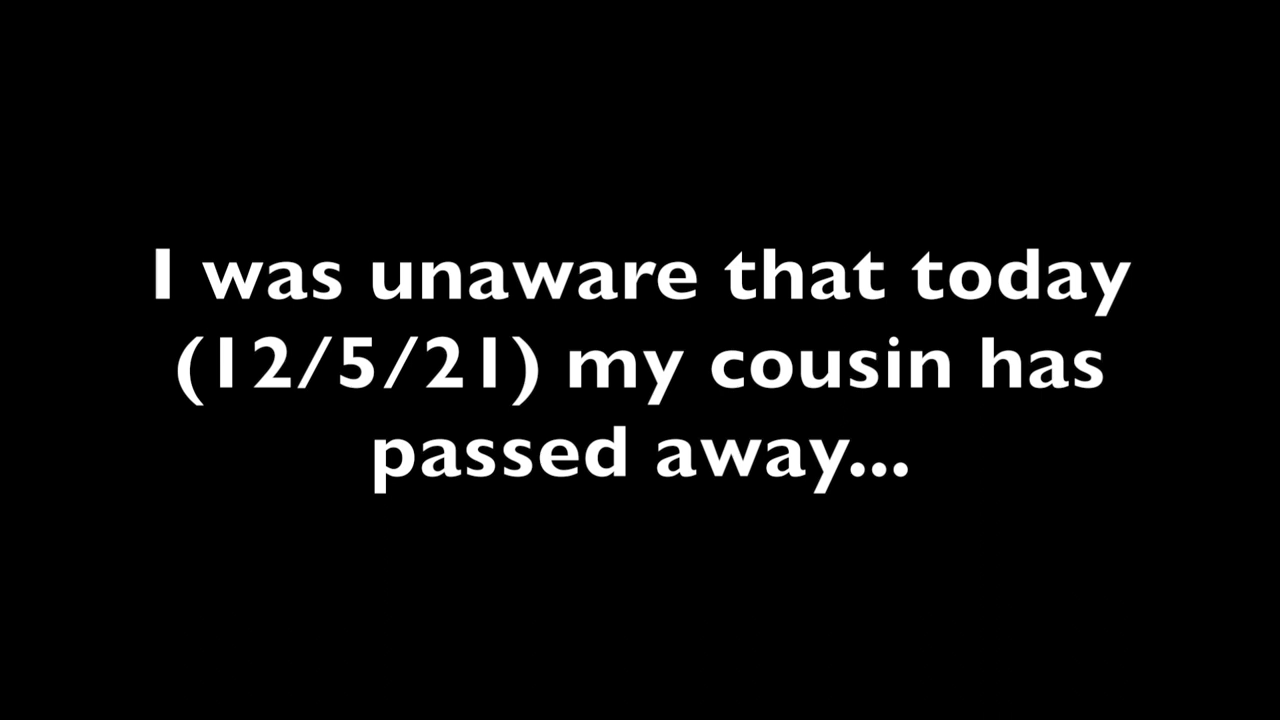 I was unaware that today
(12/5/21) my cousin has
passed away...